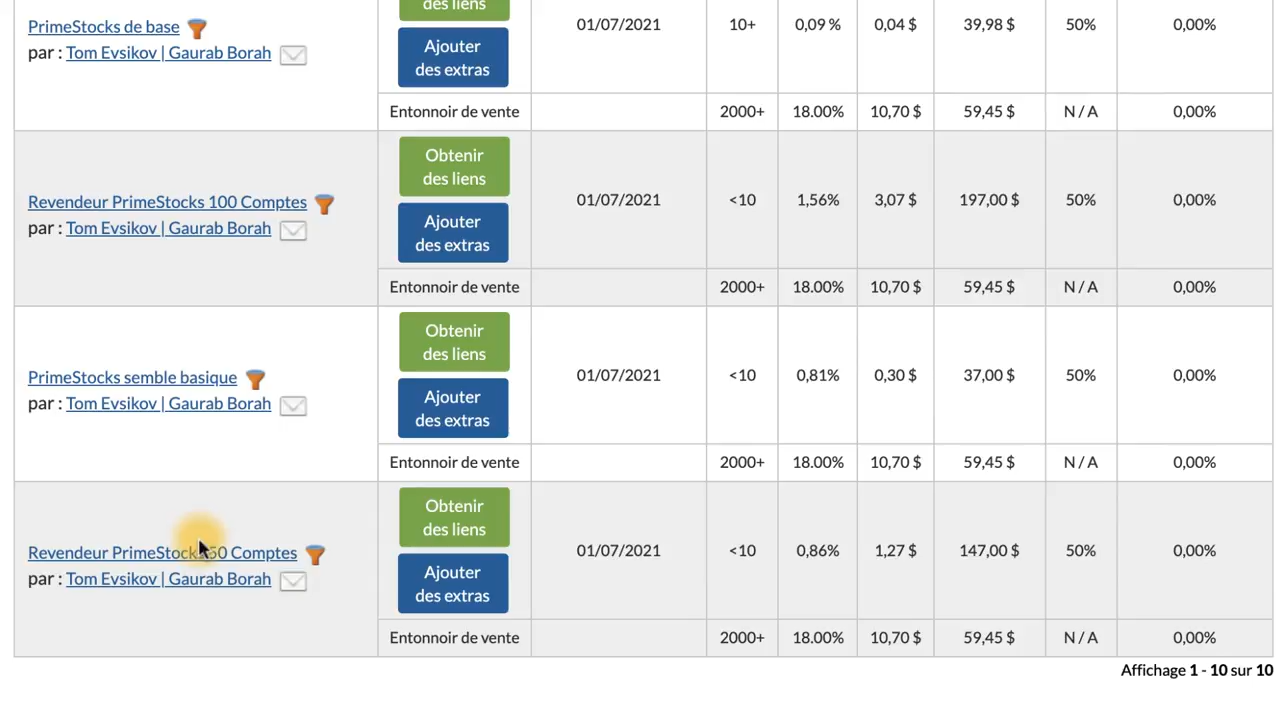 des liens
PrimeStocks de base
par : Tom Evsikov | Gaurab Borah
Ajouter
des extras
01/07/2021 10+ 0,09 % 0,04 $ 39,98 $ 50% 0,00%
Entonnoir de vente 2000+ 18.00% 10,70 $ 59,45 $ N / A 0,00%
Revendeur PrimeStocks 100 Comptes
par : Tom Evsikov | Gaurab Borah
Obtenir
des liens
Ajouter
des extras
01/07/2021 <10 1,56% 3,07 $ 197,00 $ 50% 0,00%
Entonnoir de vente 2000+ 18.00% 10,70 $ 59,45 $ N / A 0,00%
PrimeStocks semble basique
par : Tom Evsikov | Gaurab Borah
Obtenir
des liens
Ajouter
des extras
01/07/2021 <10 0,81% 0,30 $ 37,00 $ 50% 0,00%
Entonnoir de vente 2000+ 18.00% 10,70 $ 59,45 $ N / A 0,00%
Revendeur PrimeStocks 50 Comptes
par : Tom Evsikov | Gaurab Borah
Obtenir
des liens
Ajouter
des extras
01/07/2021 <10 0,86% 1,27 $ 147,00 $ 50% 0,00%
Entonnoir de vente 2000+ 18.00% 10,70 $ 59,45 $ N / A 0,00%
Affichage 1 - 10 sur 10